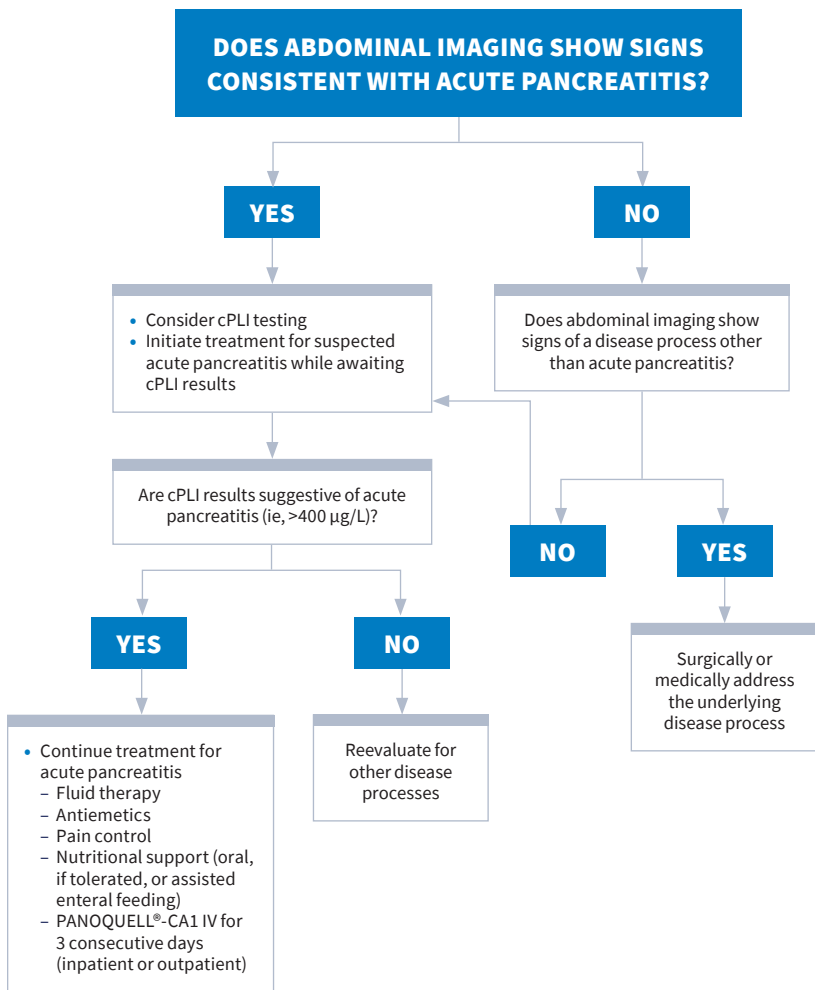 DOES ABDOMINAL IMAGING SHOW SIGNS
CONSISTENT WITH ACUTE PANCREATITIS?
YES
NO
• Consider cPLI testing
• Initiate treatment for suspected
acute pancreatitis while awaiting
cPLI results
Does abdominal imaging show
signs of a disease process other
than acute pancreatitis?
Are cPLI results suggestive of acute
pancreatitis (ie, >400 µg/L)?
NO
YES
YES
NO
Surgically or
medically address
the underlying
disease process
• Continue treatment for
acute pancreatitis
– Fluid therapy
– Antiemetics
– Pain control
– Nutritional support (oral,
if tolerated, or assisted
enteral feeding)
– PANOQUELL®-CA1 IV for
3 consecutive days
(inpatient or outpatient)
Reevaluate for
other disease
processes